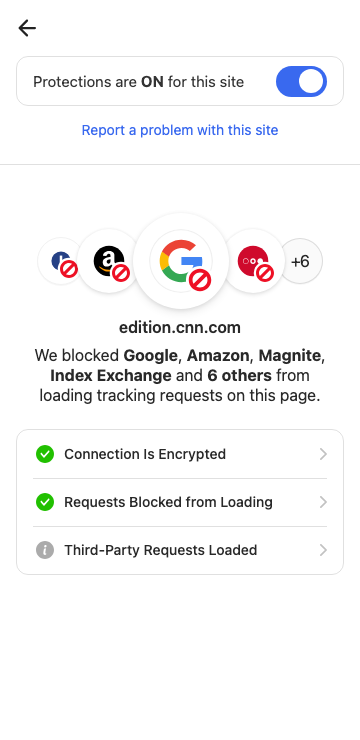 Protections are ON for this site
Report a problem with this site
+6
edition.cnn.com
We blocked Google, Amazon, Magnite,
Index Exchange and 6 others from
loading tracking requests on this page.
Connection Is Encrypted
Requests Blocked from Loading
Third-Party Requests Loaded